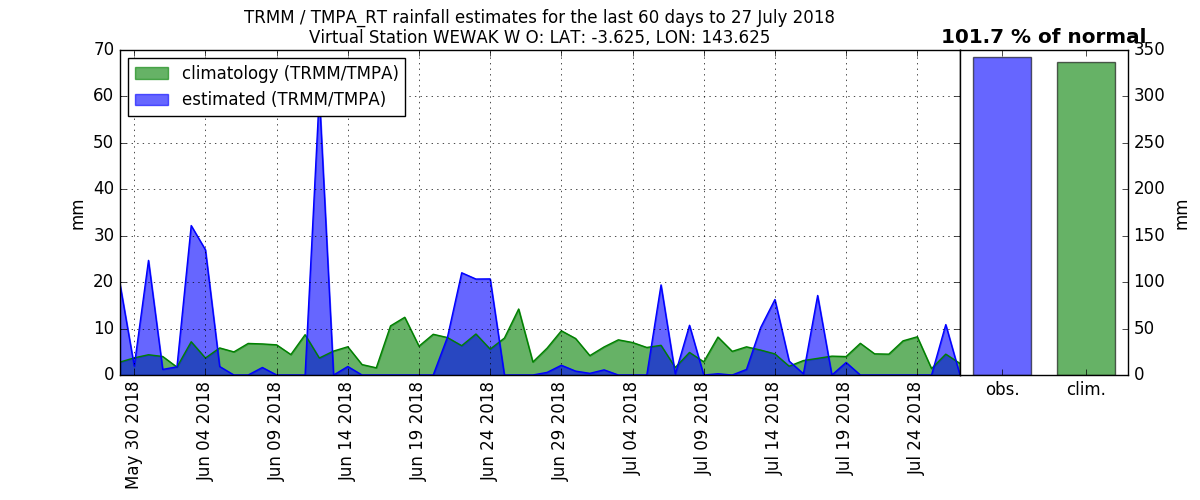 TRMM / TMPA_RT rainfall estimates for the last 60 days to 27 July 2018
Virtual Station WEWAK W O: LAT: -3.625, LON: 143.625
101.7 % of normal
climatology (TRMM/TMPA)
estimated (TRMM/TMPA)
70
60
50
40
30
20
10
0
mm
May 30 2018
Jun 04 2018
Jun 09 2018
Jun 14 2018
Jun 19 2018
Jun 24 2018
Jun 29 2018
Jul 04 2018
Jul 09 2018
Jul 14 2018
Jul 19 2018
Jul 24 2018
obs.
clim.
350
300
250
200
150
100
50
0
mm